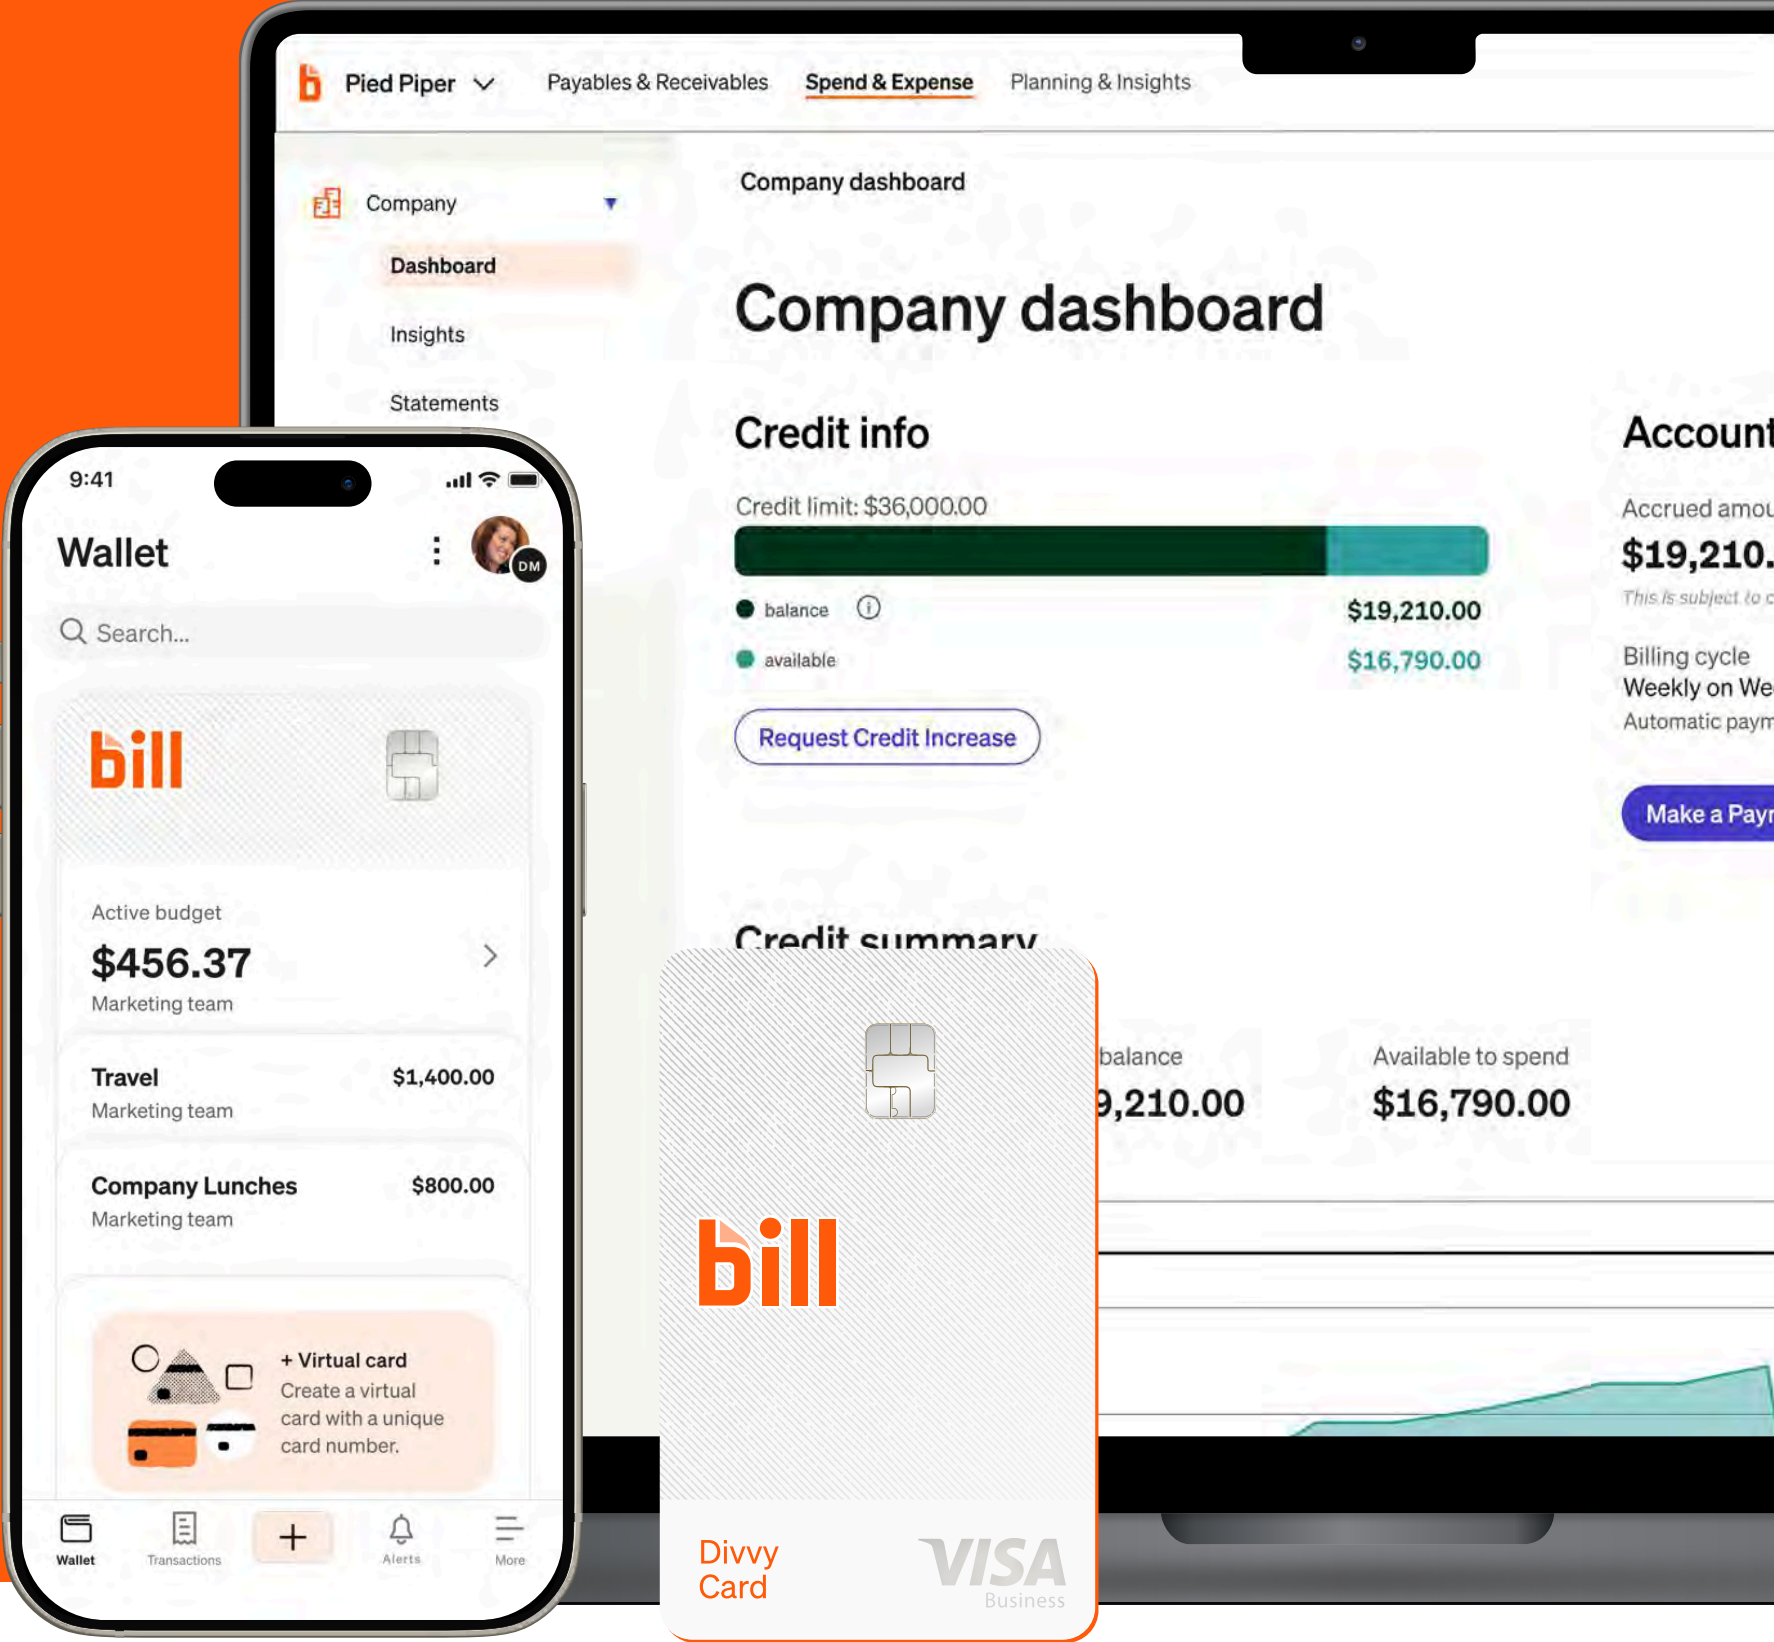 Pied Piper
Payables & Receivables
Spend & Expense
Planning & Insights
Company
Dashboard
Insights
Statements
Company dashboard
Company dashboard
Credit info
Credit limit: $36,000.00
balance
$19,210.00
available
$16,790.00
Request Credit Increase
Account
Accrued
$19,210.
This is subject to
Billing cycle
Weekly on
Automatic
Make a
Credit summary
balance
9,210.00
Available to spend
$16,790.00
9:41
Wallet
DM
Search...
bill
Active budget
$456.37
Marketing team
Travel
$1,400.00
Marketing team
Company Lunches
$800.00
Marketing team
+ Virtual card
Create a virtual
card with a unique
card number.
Wallet
Transactions
Alerts
More
bill
Divvy
Card
VISA
Business